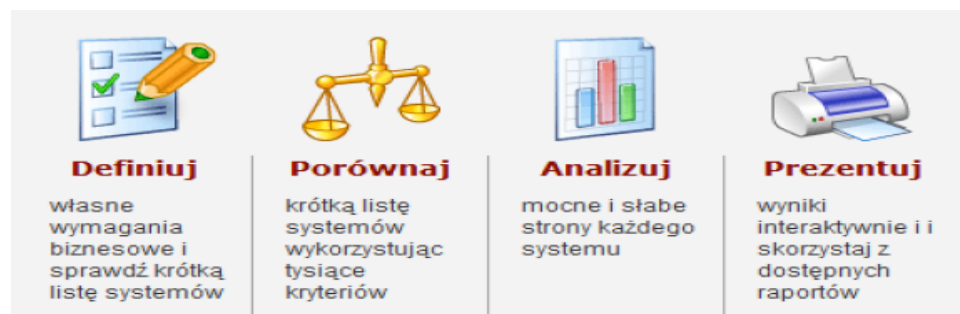 Definiuj
własne
wymagania
biznesowe i
sprawdź krótką
listę systemów
Porównaj
krótką listę
systemów
wykorzystując
tysiące
kryteriów
Analizuj
mocne i słabe
strony każdego
systemu
Prezentuj
wyniki
interaktywnie i i
skorzystaj z
dostępnych
raportów